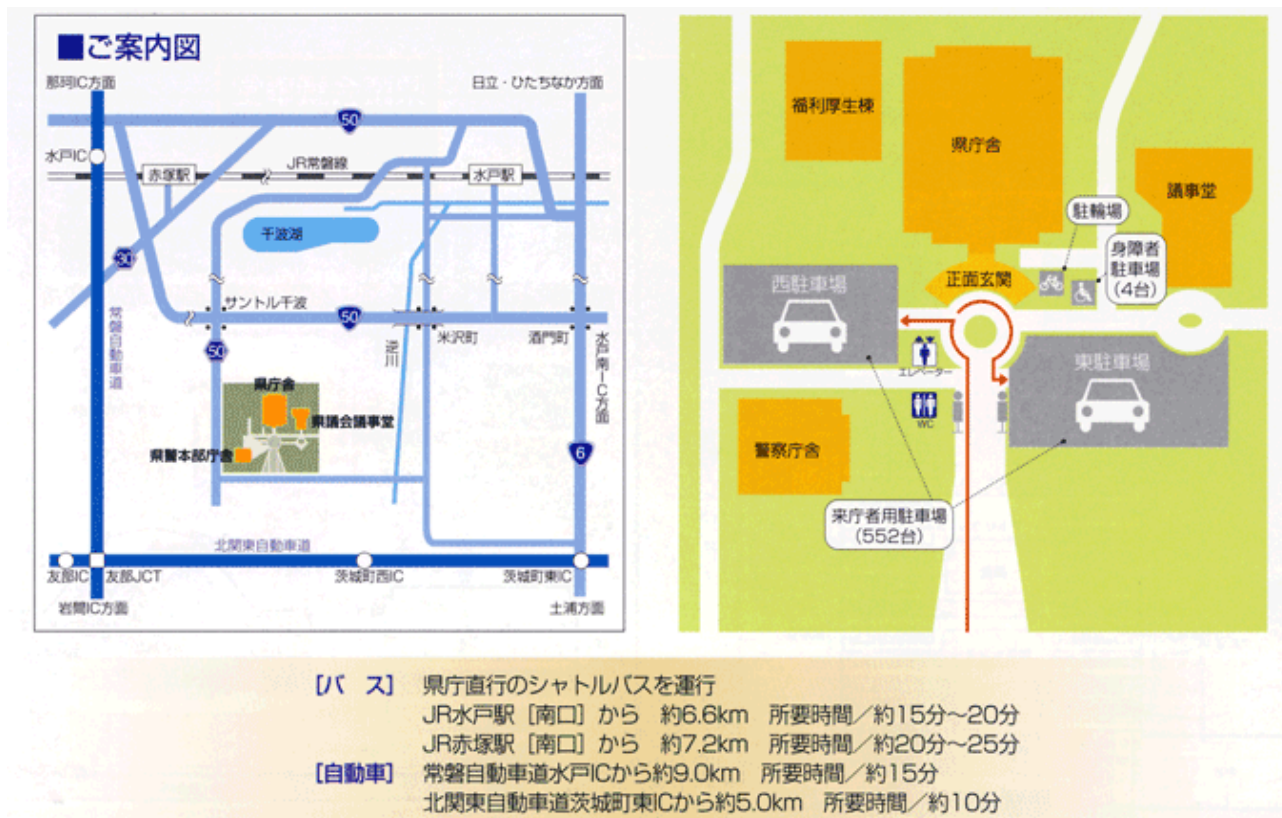 ■ご案内図
那珂IC方面
日立・ひたちなか方面
50
水戸IC
JR常磐線
赤塚駅
水戸駅
千波湖
30
サントル千波
50
常磐自動車道
米沢町
酒門町
逆川
水戸南IC方面
50
県庁舎
県議会議事堂
県警本部庁舎
6
北関東自動車道
友部IC
友部JCT
茨城町西IC
茨城町東IC
岩間IC方面
土浦方面
福利厚生棟
県庁舎
議事堂
駐輪場
身障者
駐車場
(4台)
正面玄関
西駐車場
エレベーター
東駐車場
WC
警察庁舎
来庁者用駐車場
(552台)
[バ ス] 県庁直行のシャトルバスを運行
JR水戸駅[南口]から 約6.6km 所要時間/約15分~20分
JR赤塚駅[南口]から 約7.2km 所要時間/約20分~25分
[自動車] 常磐自動車道水戸ICから約9.0km 所要時間/約15分
北関東自動車道茨城町東ICから約5.0km 所要時間/約10分